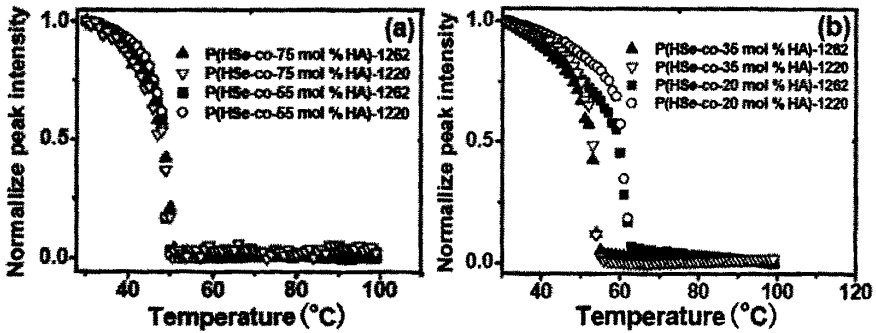 (a)
Normallize peak intensity
1.0
0.5
0.0
P(HSe-co-75 mol % HA)-1262
P(HSe-co-75 mol % HA)-1220
P(HSe-co-55 mol % HA)-1262
P(HSe-co-55 mol % HA)-1220
40 60 80 100
Temperature (°C)
(b)
Normallize peak intensity
1.0
0.5
0.0
P(HSe-co-35 mol % HA)-1262
P(HSe-co-35 mol % HA)-1220
P(HSe-co-20 mol % HA)-1262
P(HSe-co-20 mol % HA)-1220
40 60 80 100 120
Temperature (°C)